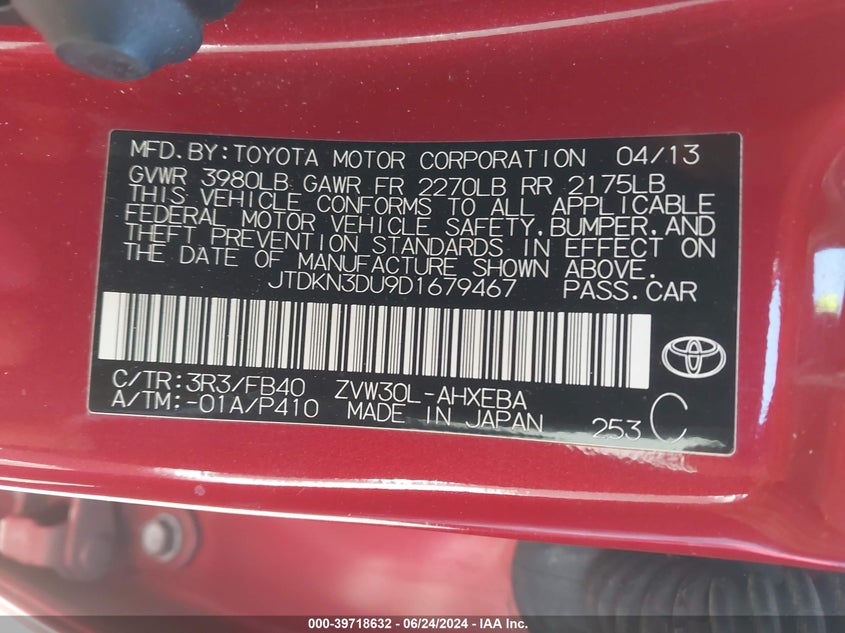 MFD.BY:TOYOTA MOTOR CORPORATION 04/13
GVWR 3980LB GAWR FR 2270LB RR 2175LB
THIS VEHICLE CONFORMS TO ALL APPLICABLE
FEDERAL MOTOR VEHICLE SAFETY,BUMPER,AND
THEFT PREVENTION STANDARDS IN EFFECT ON
THE DATE OF MANUFACTURE SHOWN ABOVE.
JTDKN3DU9D1679467 PASS.CAR
C/TR:3R3/FB40 ZVW30L-AHXEBA
A/TM:-01A/P410 MADE IN JAPAN 253 C
000-39718632 - 06/24/2024 - IAA Inc.